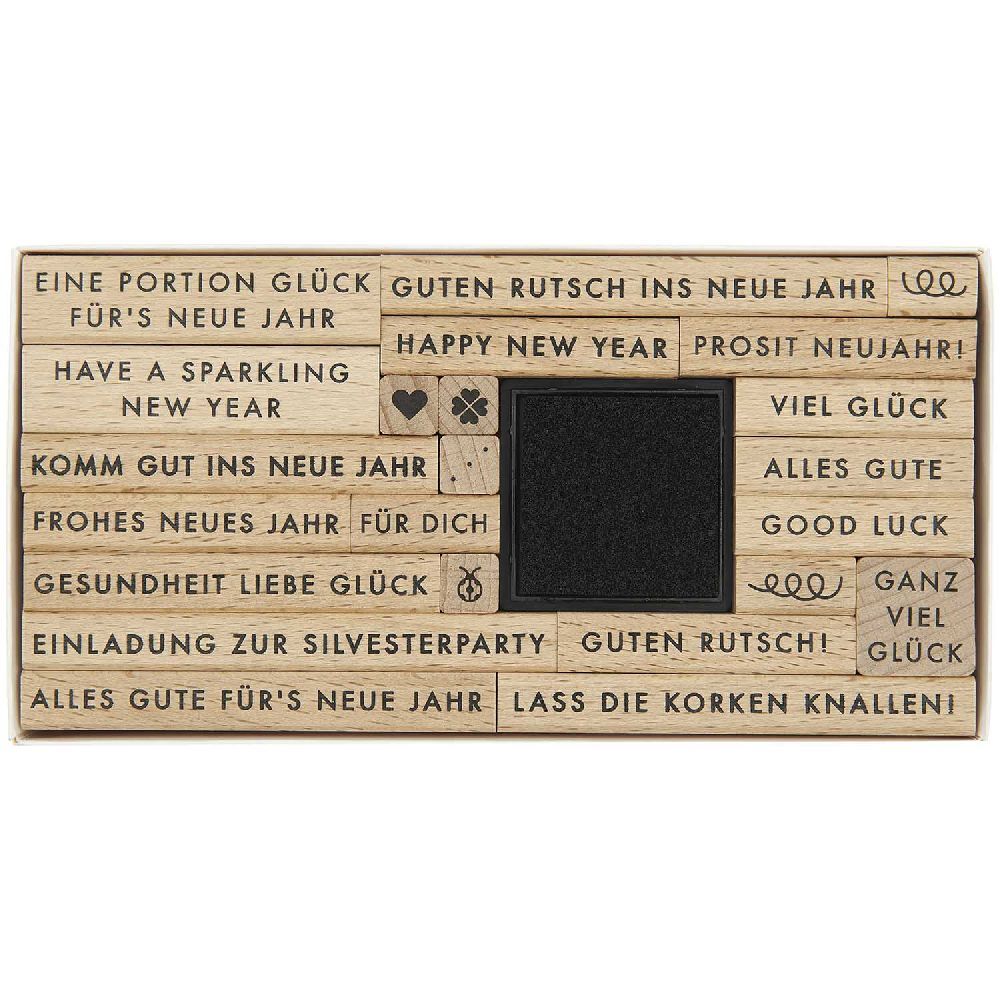 EINE PORTION GLÜCK
FÜR'S NEUE JAHR
GUTEN RUTSCH INS NEUE JAHR
HAPPY NEW YEAR
PROSIT NEUJAHR!
HAVE A SPARKLING
NEW YEAR
VIEL GLÜCK
KOMM GUT INS NEUE JAHR
ALLES GUTE
FROHES NEUES JAHR
FÜR DICH
GOOD LUCK
GESUNDHEIT LIEBE GLÜCK
GANZ
VIEL
GLÜCK
EINLADUNG ZUR SILVESTERPARTY
GUTEN RUTSCH!
ALLES GUTE FÜR'S NEUE JAHR
LASS DIE KORKEN KNALLEN!